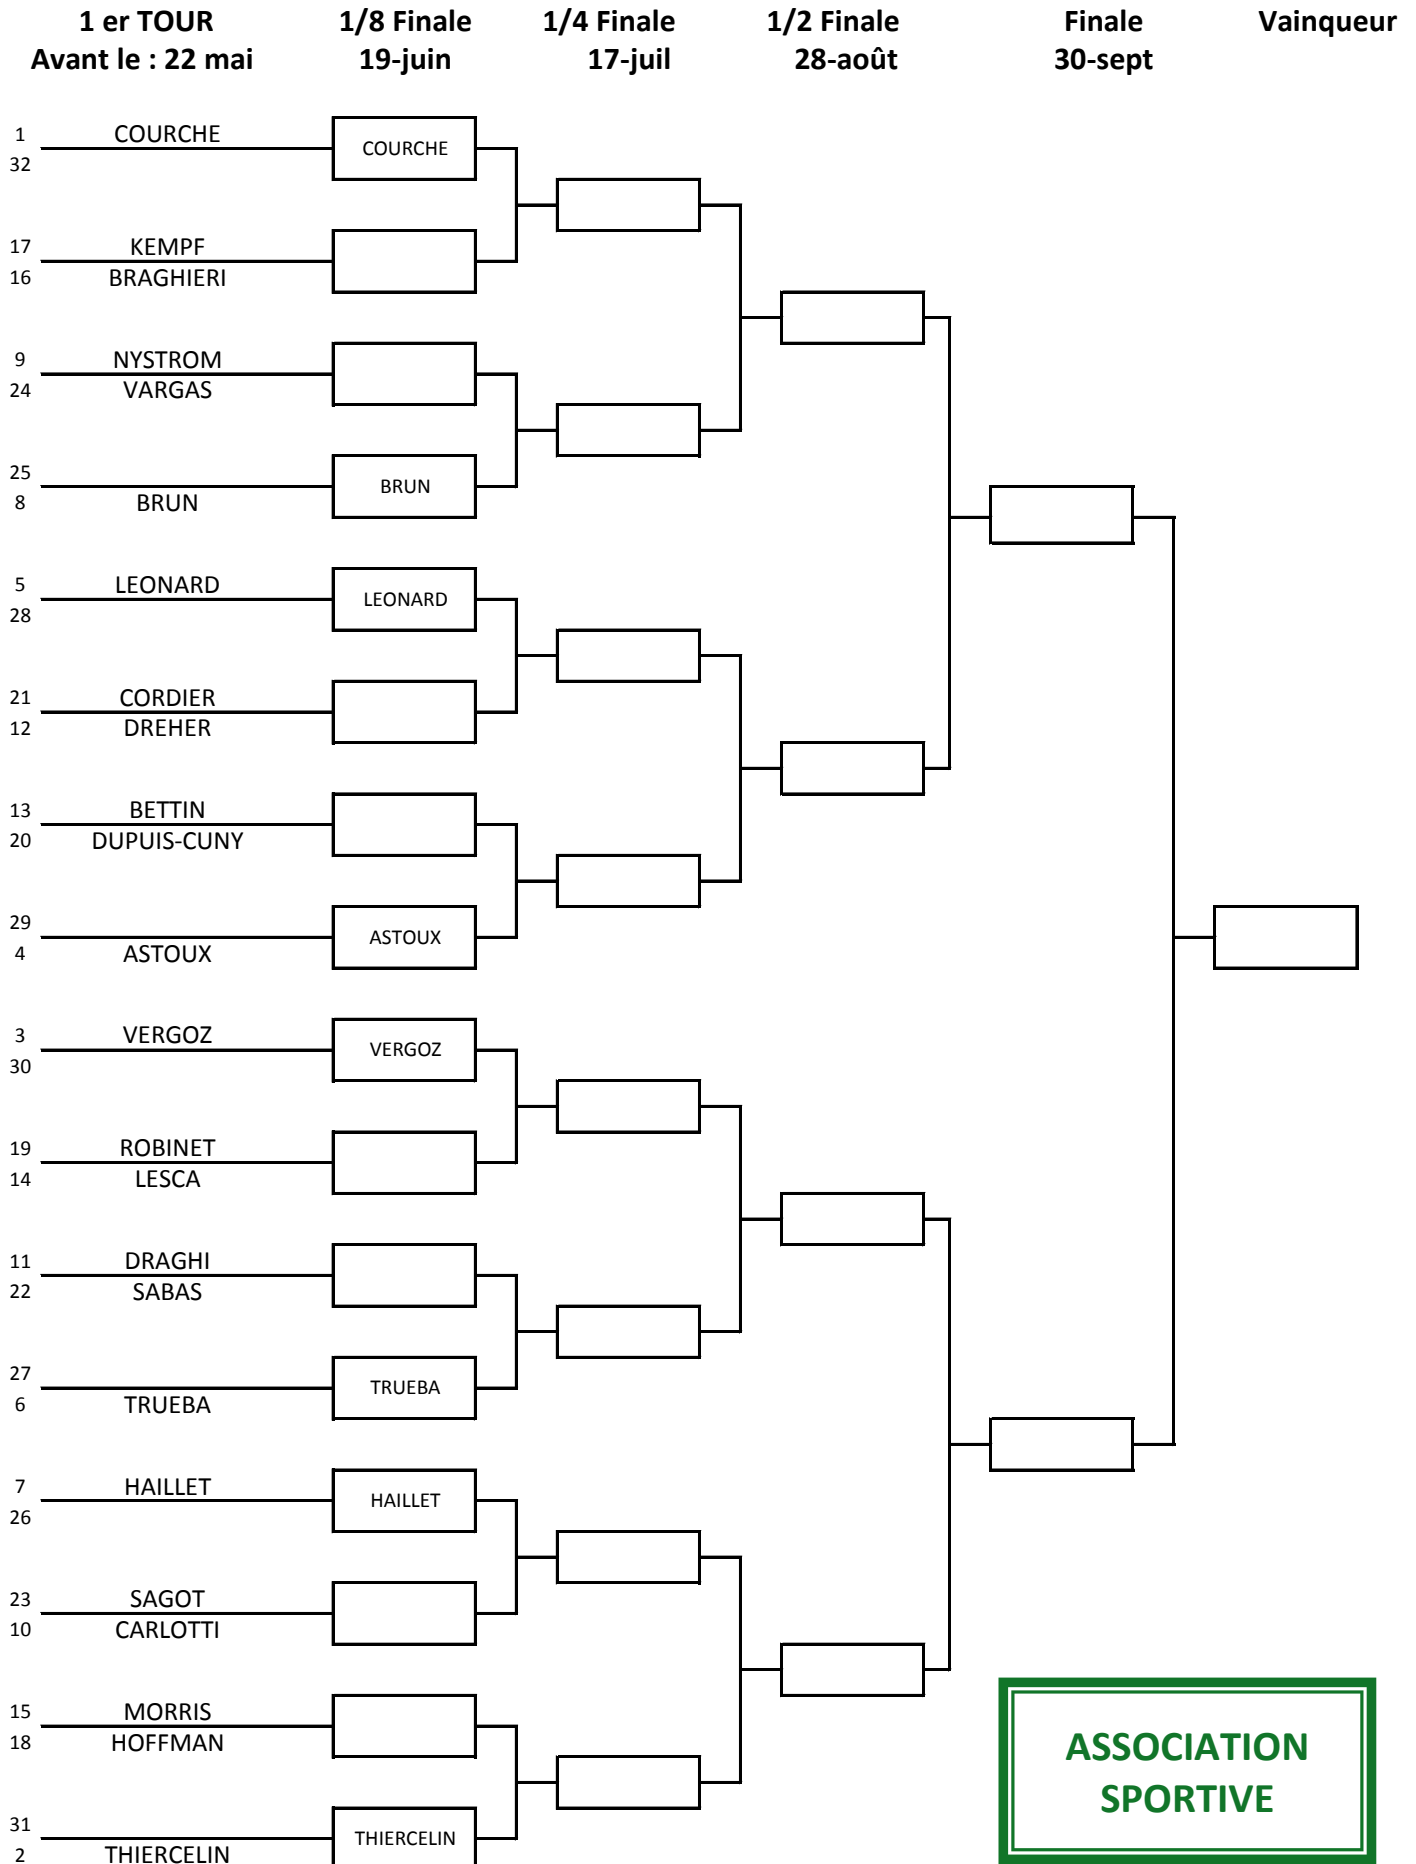 1 er TOUR 1/8 Finale 1/4 Finale 1/2 Finale Finale Vainqueur
Avant le : 22 mai 19-juin 17-juil 28-août 30-sept
1 COURCHE COURCHE
32
17 KEMPF
16 BRAGHIERI
9 NYSTROM
24 VARGAS
25 BRUN
8 BRUN
5 LEONARD LEONARD
28
21 CORDIER
12 DREHER
13 BETTIN
20 DUPUIS-CUNY
29 ASTOUX
4 ASTOUX
3 VERGOZ VERGOZ
30
19 ROBINET
14 LESCA
11 DRAGHI
22 SABAS
27 TRUEBA
6 TRUEBA
7 HAILLET HAILLET
26
23 SAGOT
10 CARLOTTI
15 MORRIS
18 HOFFMAN
ASSOCIATION
SPORTIVE
31 THIERCELIN
2 THIERCELIN